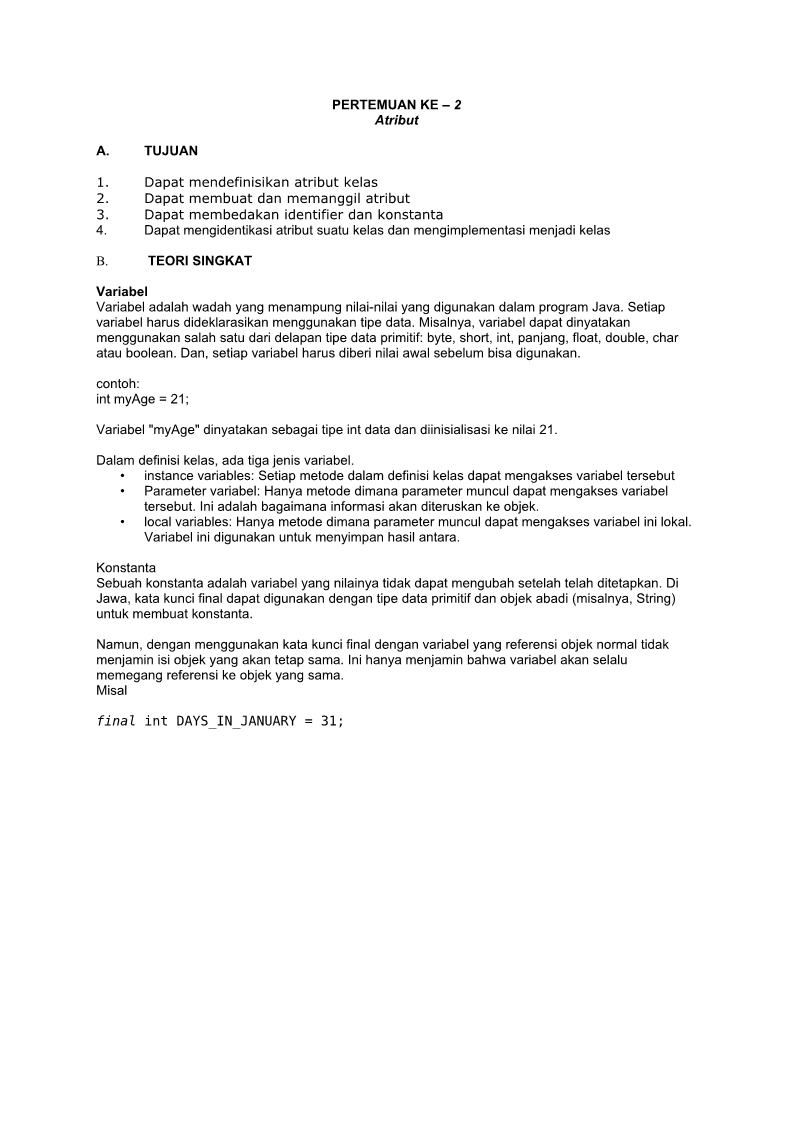 PERTEMUAN KE – 2
Atribut
A. TUJUAN
1. Dapat mendefinisikan atribut kelas
2. Dapat membuat dan memanggil atribut
3. Dapat membedakan identifier dan konstanta
4. Dapat mengidentikasi atribut suatu kelas dan mengimplementasi menjadi kelas
B. TEORI SINGKAT
Variabel
Variabel adalah wadah yang menampung nilai-nilai yang digunakan dalam program Java. Setiap
variabel harus dideklarasikan menggunakan tipe data. Misalnya, variabel dapat dinyatakan
menggunakan salah satu dari delapan tipe data primitif: byte, short, int, panjang, float, double, char
atau boolean. Dan, setiap variabel harus diberi nilai awal sebelum bisa digunakan.
contoh:
int myAge = 21;
Variabel "myAge" dinyatakan sebagai tipe int data dan diinisialisasi ke nilai 21.
Dalam definisi kelas, ada tiga jenis variabel.
• instance variables: Setiap metode dalam definisi kelas dapat mengakses variabel tersebut
• Parameter variabel: Hanya metode dimana parameter muncul dapat mengakses variabel
tersebut. Ini adalah bagaimana informasi akan diteruskan ke objek.
• local variables: Hanya metode dimana parameter muncul dapat mengakses variabel ini lokal.
Variabel ini digunakan untuk menyimpan hasil antara.
Konstanta
Sebuah konstanta adalah variabel yang nilainya tidak dapat mengubah setelah telah ditetapkan. Di
Jawa, kata kunci final dapat digunakan dengan tipe data primitif dan objek abadi (misalnya, String)
untuk membuat konstanta.
Namun, dengan menggunakan kata kunci final dengan variabel yang referensi objek normal tidak
menjamin isi objek yang akan tetap sama. Ini hanya menjamin bahwa variabel akan selalu
memegang referensi ke objek yang sama.
Misal
final int DAYS_IN_JANUARY = 31;